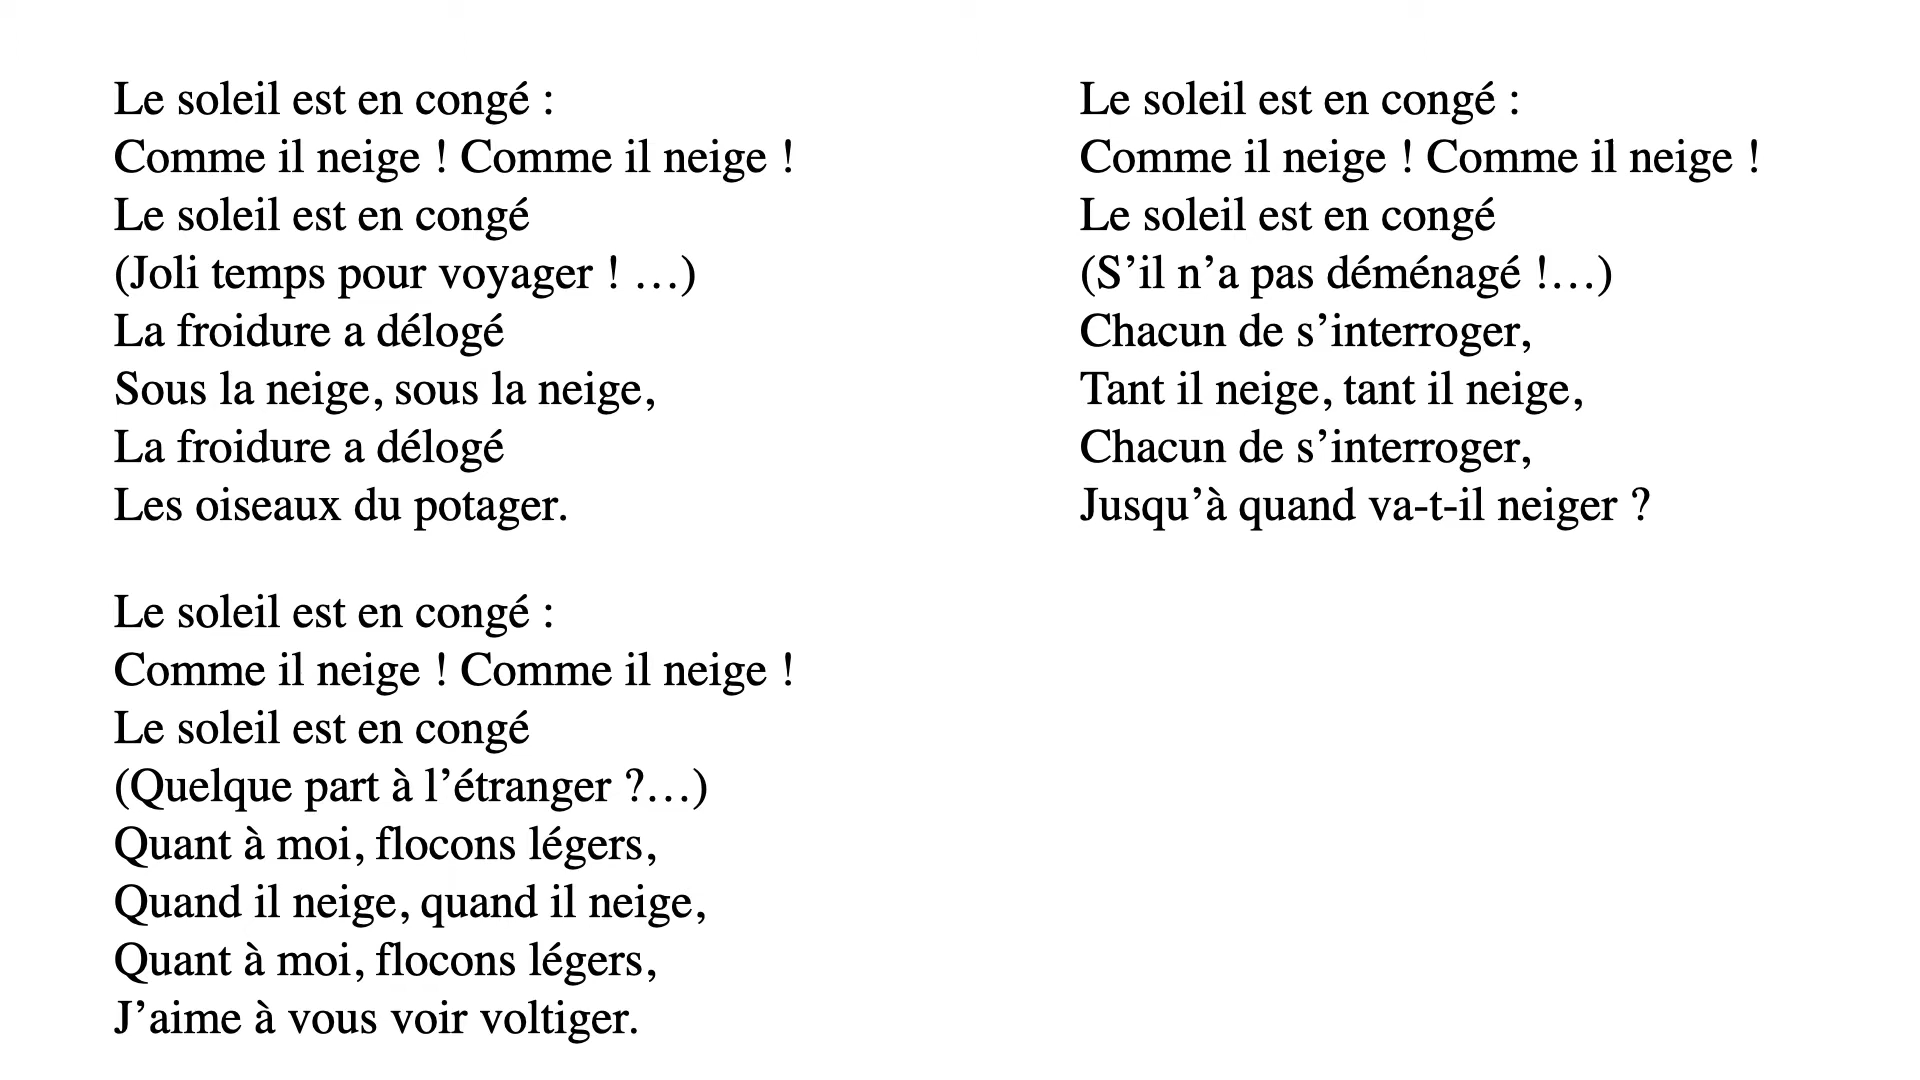 Le soleil est en congé :
Comme il neige ! Comme il neige !
Le soleil est en congé
(Joli temps pour voyager ! …)
La froidure a délogé
Sous la neige, sous la neige,
La froidure a délogé
Les oiseaux du potager.

Le soleil est en congé :
Comme il neige ! Comme il neige !
Le soleil est en congé
(Quelque part à l’étranger ?…)
Quant à moi, flocons légers,
Quand il neige, quand il neige,
Quant à moi, flocons légers,
J’aime à vous voir voltiger.

Le soleil est en congé :
Comme il neige ! Comme il neige !
Le soleil est en congé
(S’il n’a pas déménagé !…)
Chacun de s’interroger,
Tant il neige, tant il neige,
Chacun de s’interroger,
Jusqu’à quand va-t-il neiger ?